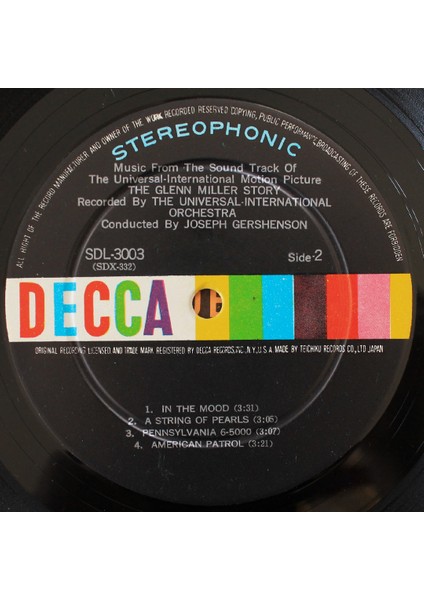 ALL RIGHT OF THE RECORD MANUFACTURER AND OWNER OF THE WORK RECORDED RESERVED COPYING, PUBLIC PERFORMANCE, BROADCASTING OF THESE RECORDS ARE FORBIDDEN
STEREOPHONIC
Music From The Sound Track Of
The Universal-International Motion Picture
THE GLENN MILLER STORY
Recorded By THE UNIVERSAL-INTERNATIONAL
ORCHESTRA
Conducted By JOSEPH GERSHENSON
SDL-3003
(SDX-332)
Side-2
DECCA
ORIGINAL RECORDING LICENSED AND TRADE MARK REGISTERED BY DECCA RECORDS, INC., N.Y., U.S.A. MADE BY TEICHIKU RECORDS CO., LTD JAPAN
1. IN THE MOOD (3:31)
2. A STRING OF PEARLS (3:05)
3. PENNSYLVANIA 6-5000 (3:07)
4. AMERICAN PATROL (3:21)